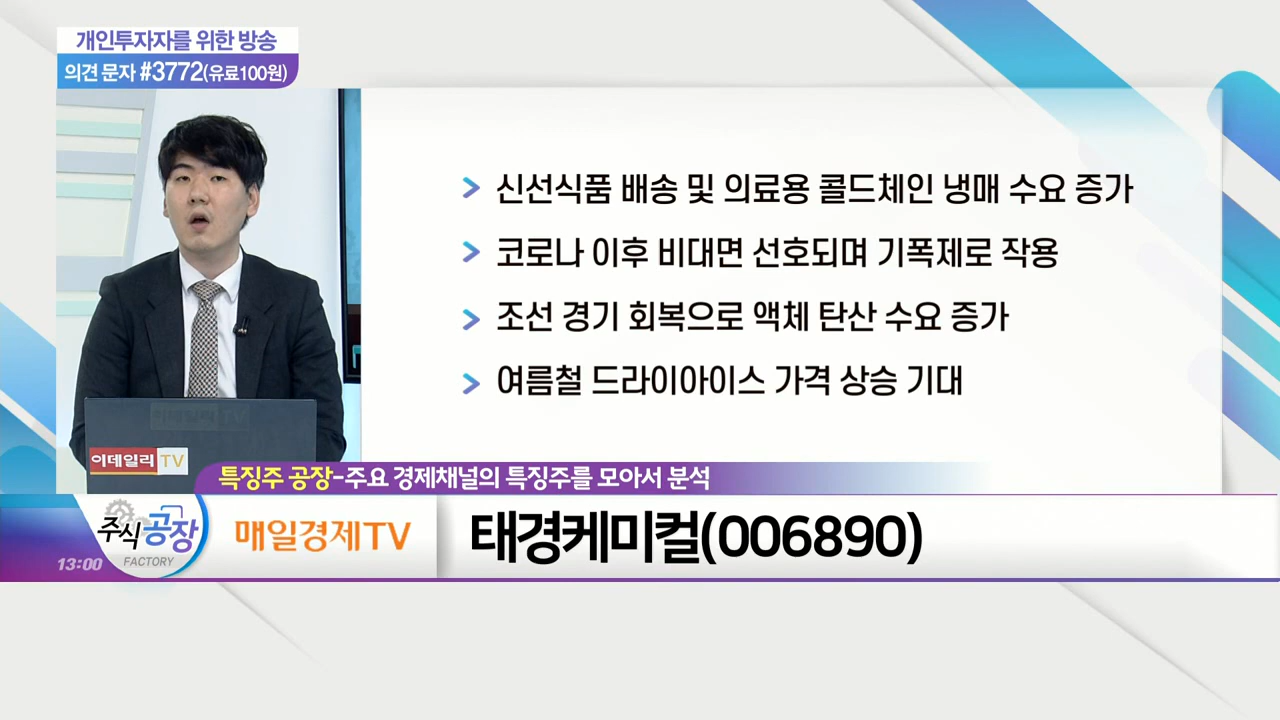 개인투자자를 위한 방송
의견 문자 #3772(유료100원)
> 신선식품 배송 및 의료용 콜드체인 냉매 수요 증가
> 코로나 이후 비대면 선호되며 기폭제로 작용
> 조선 경기 회복으로 액체 탄산 수요 증가
> 여름철 드라이아이스 가격 상승 기대
이데일리TV
이데일리 TV
특징주 공장-주요 경제채널의 특징주를 모아서 분석
주식공장
FACTORY
13:00
매일경제TV
태경케미컬(006890)